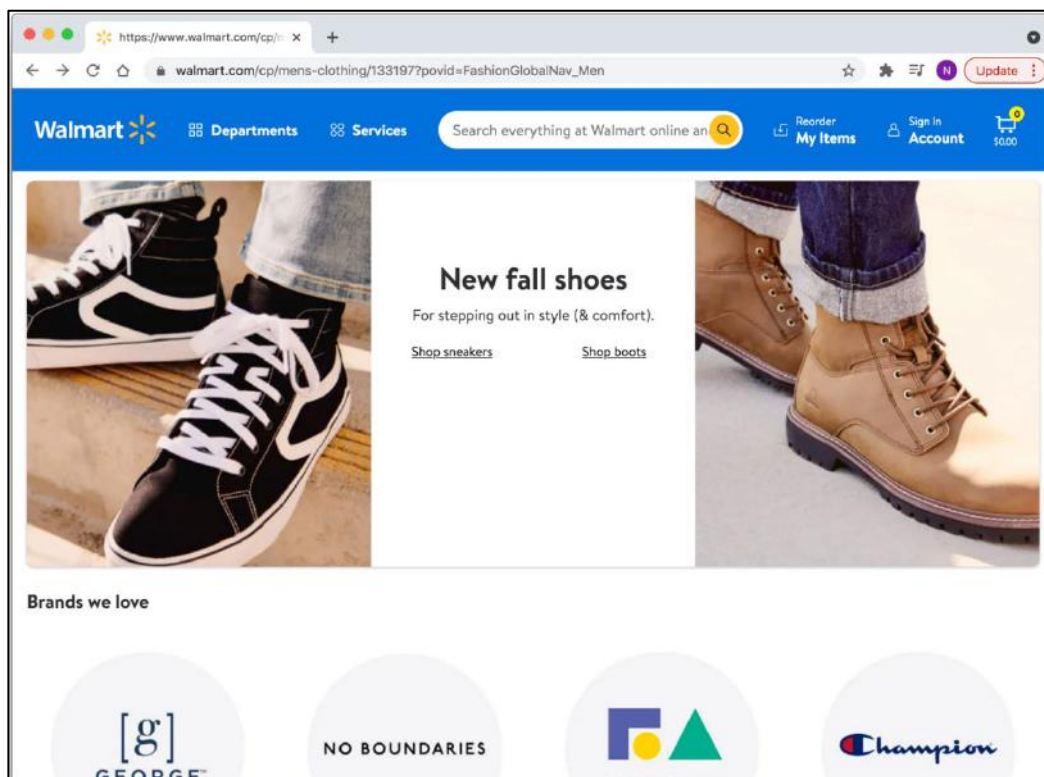 https://www.walmart.com/cp/n
walmart.com/cp/mens-clothing/133197?povid=FashionGlobalNav_Men
N
Update
Walmart
Departments
Services
Search everything at Walmart online an
Reorder
My Items
Sign In
Account
0
$0.00
New fall shoes
For stepping out in style (& comfort).
Shop sneakers
Shop boots
Brands we love
[g]
GEORGE™
NO BOUNDARIES
Champion